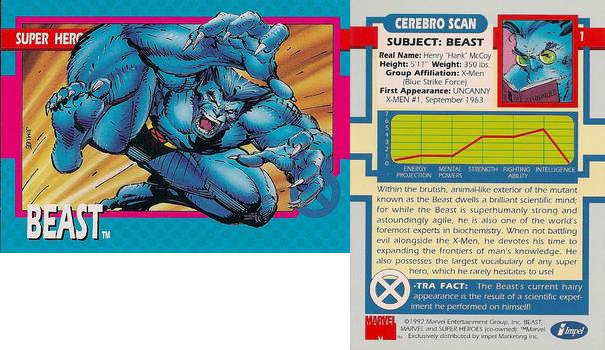 SUPER HERO
JIM LEE
BEAST TM
CEREBRO SCAN
1
SUBJECT: BEAST
Real Name: Henry "Hank" McCoy
Height: 5'11" Weight: 350 lbs.
Group Affiliation: X-Men
(Blue Strike Force)
First Appearance: UNCANNY
X-MEN #1, September 1963
7
6
5
4
3
2
1
0
ENERGY PROJECTION
MENTAL POWERS
STRENGTH
FIGHTING ABILITY
INTELLIGENCE
Within the brutish, animal-like exterior of the mutant
known as the Beast dwells a brilliant scientific mind;
for while the Beast is superhumanly strong and
astoundingly agile, he is also one of the world's
foremost experts in biochemistry. When not battling
evil alongside the X-Men, he devotes his time to
expanding the frontiers of man's knowledge. He
also possesses the largest vocabulary of any super
hero, which he rarely hesitates to use!
-TRA FACT: The Beast's current hairy
appearance is the result of a scientific exper-
iment he performed on himself!
MARVEL
©1992 Marvel Entertainment Group, Inc. BEAST,
MARVEL and SUPER HEROES (co-owned): ™Marvel.
Exclusively distributed by Impel Marketing Inc.
impel